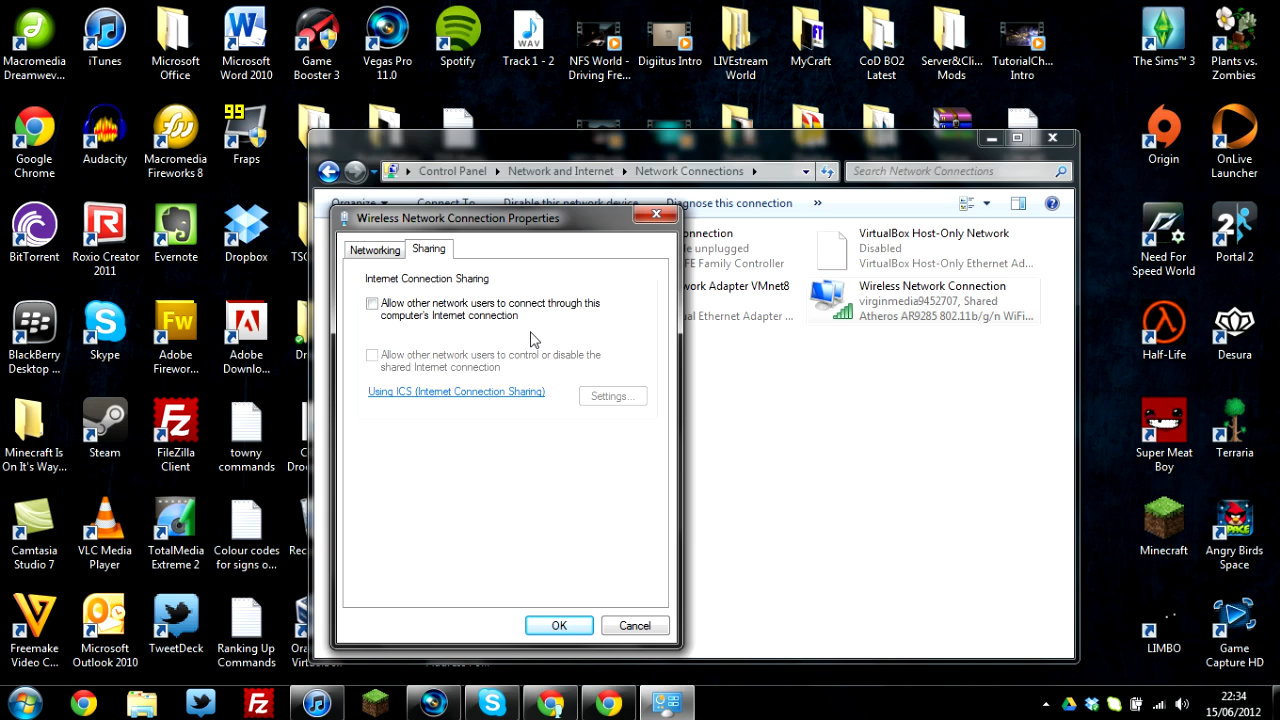 Macromedia
Dreamwev...
iTunes
Microsoft
Office
Microsoft
Word 2010
Game
Booster 3
Vegas Pro
11.0
Spotify
Track 1 - 2
WAV
NFS World -
Driving Fre...
Digiitus Intro
LIVEstream
World
MyCraft
CoD BO2
Latest
Server&Cli...
Mods
TutorialCh...
Intro
The Sims™ 3
Plants vs.
Zombies
Google
Chrome
Audacity
Macromedia
Fireworks 8
99
Fraps
Origin
OnLive
Launcher
Control Panel
Network and Internet
Network Connections
Search Network Connections
Organize
Connect To
Disable this network device
Diagnose this connection
»
Wireless Network Connection Properties
Networking
Sharing
Internet Connection Sharing
Allow other network users to connect through this
computer's Internet connection
Allow other network users to control or disable the
shared Internet connection
Using ICS (Internet Connection Sharing)
Settings...
OK
Cancel
onnection
le unplugged
FE Family Controller
VirtualBox Host-Only Network
Disabled
VirtualBox Host-Only Ethernet Ad...
work Adapter VMnet8
ual Ethernet Adapter ...
Wireless Network Connection
virginmedia9452707, Shared
Atheros AR9285 802.11b/g/n WiFi...
BitTorrent
Roxio Creator
2011
Evernote
Dropbox
TSC
Need For
Speed World
Portal 2
BlackBerry
Desktop ...
Skype
Adobe
Firewor...
Adobe
Downlo...
Half-Life
Desura
Minecraft Is
On It's Way...
Steam
FileZilla
Client
towny
commands
Super Meat
Boy
Terraria
Camtasia
Studio 7
VLC Media
Player
TotalMedia
Extreme 2
Colour codes
for signs o...
Minecraft
Angry Birds
Space
Freemake
Video C...
Microsoft
Outlook 2010
TweetDeck
Ranking Up
Commands
LIMBO
Game
Capture HD
22:34
15/06/2012